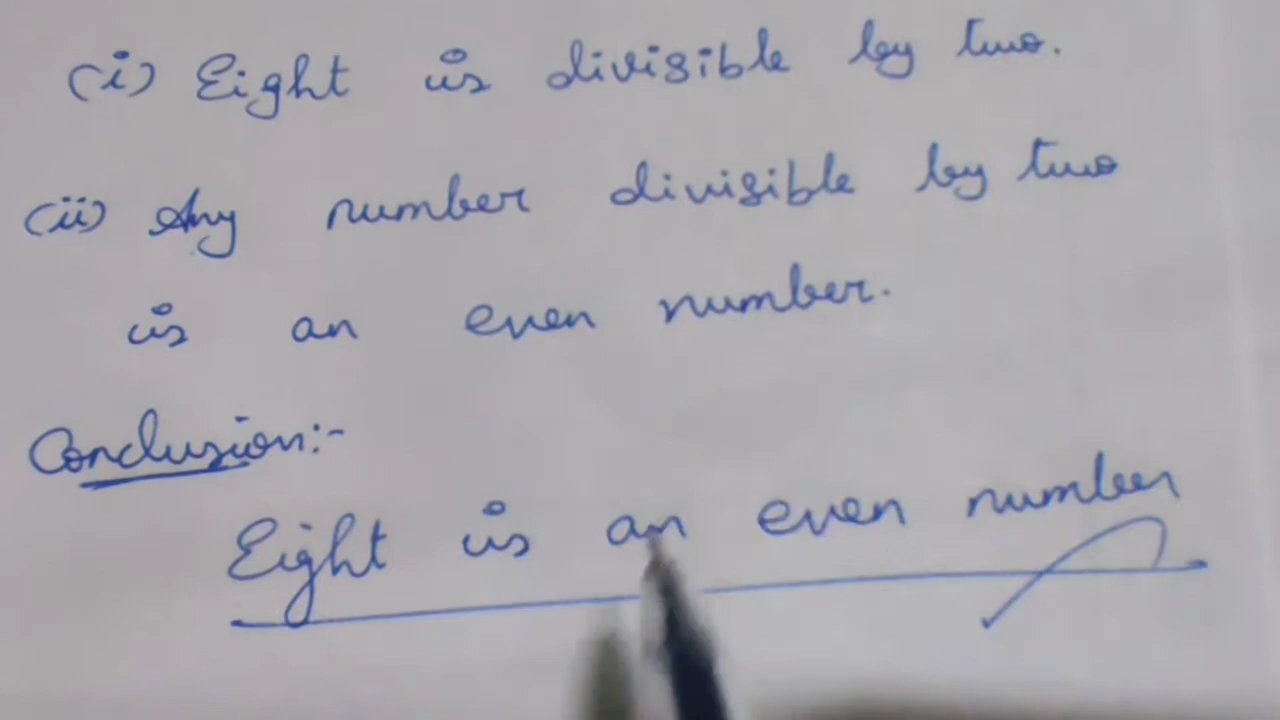 (i) Eight is divisible by two.
(ii) Any number divisible by two
is an even number.
Conclusion:-
Eight is an even number